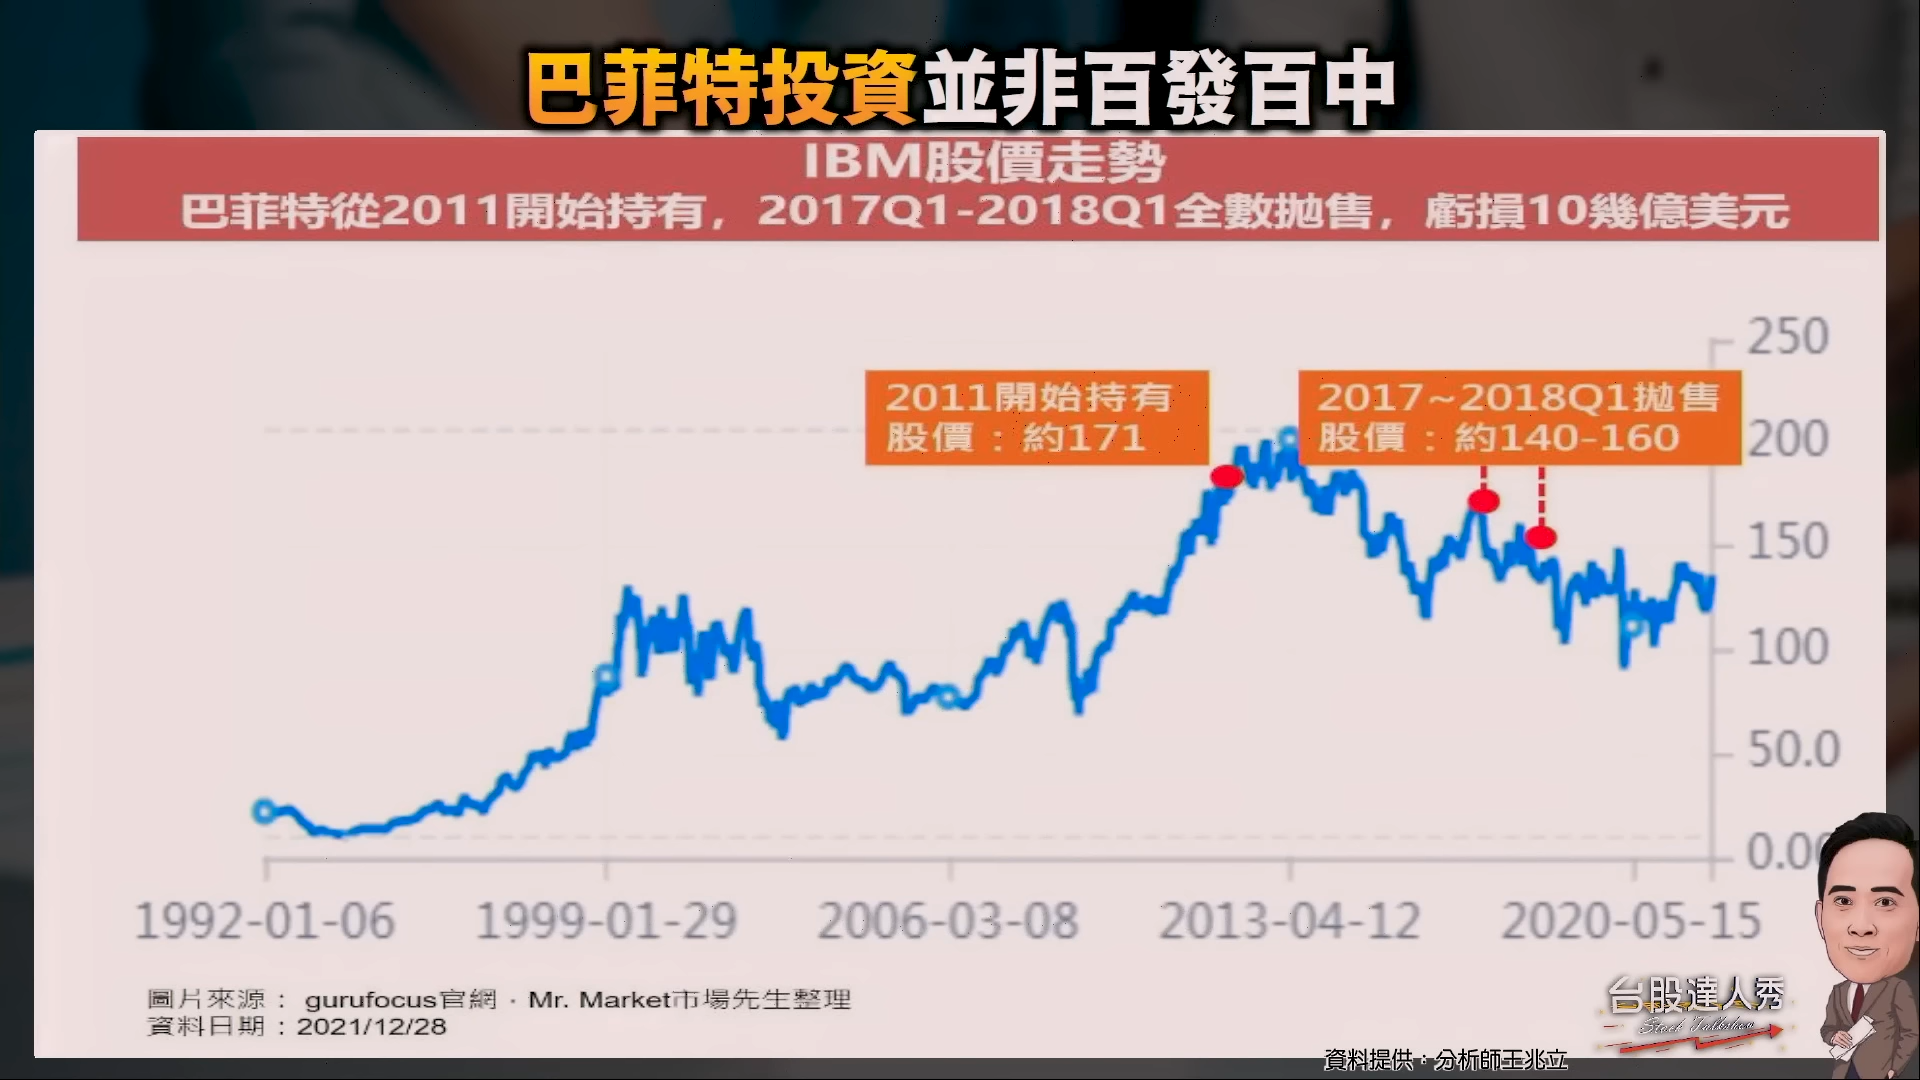 巴菲特投資並非百發百中
IBM股價走勢
巴菲特從2011開始持有，2017Q1-2018Q1全數拋售，虧損10幾億美元
250
2011開始持有
股價：約171
2017~2018Q1拋售
股價：約140-160
200
150
100
50.0
0.00
1992-01-06
1999-01-29
2006-03-08
2013-04-12
2020-05-15
圖片來源： gurufocus官網 · Mr. Market市場先生整理
資料日期：2021/12/28
台股達人秀
Stock Talkshow
資料提供：分析師王兆立